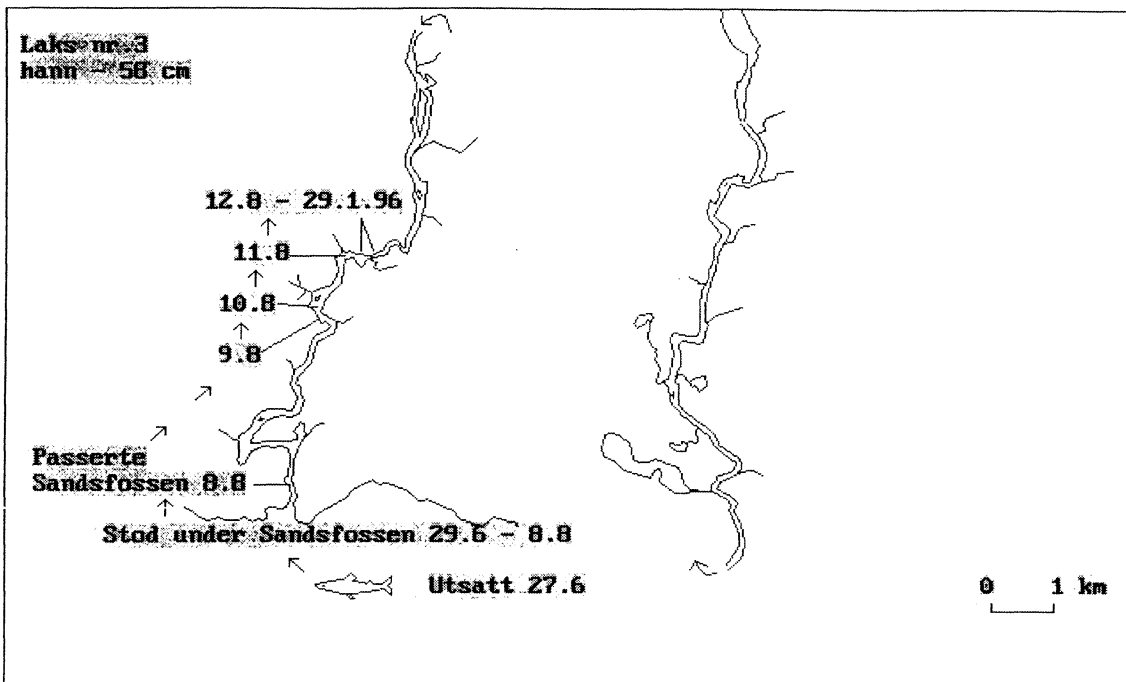 Laks nr.3
hann - 58 cm
12.8 - 29.1.96
11.8
10.8
9.8
Passerte
Sandsfossen 8.8
Stod under Sandsfossen 29.6 - 8.8
Utsatt 27.6
0 1 km